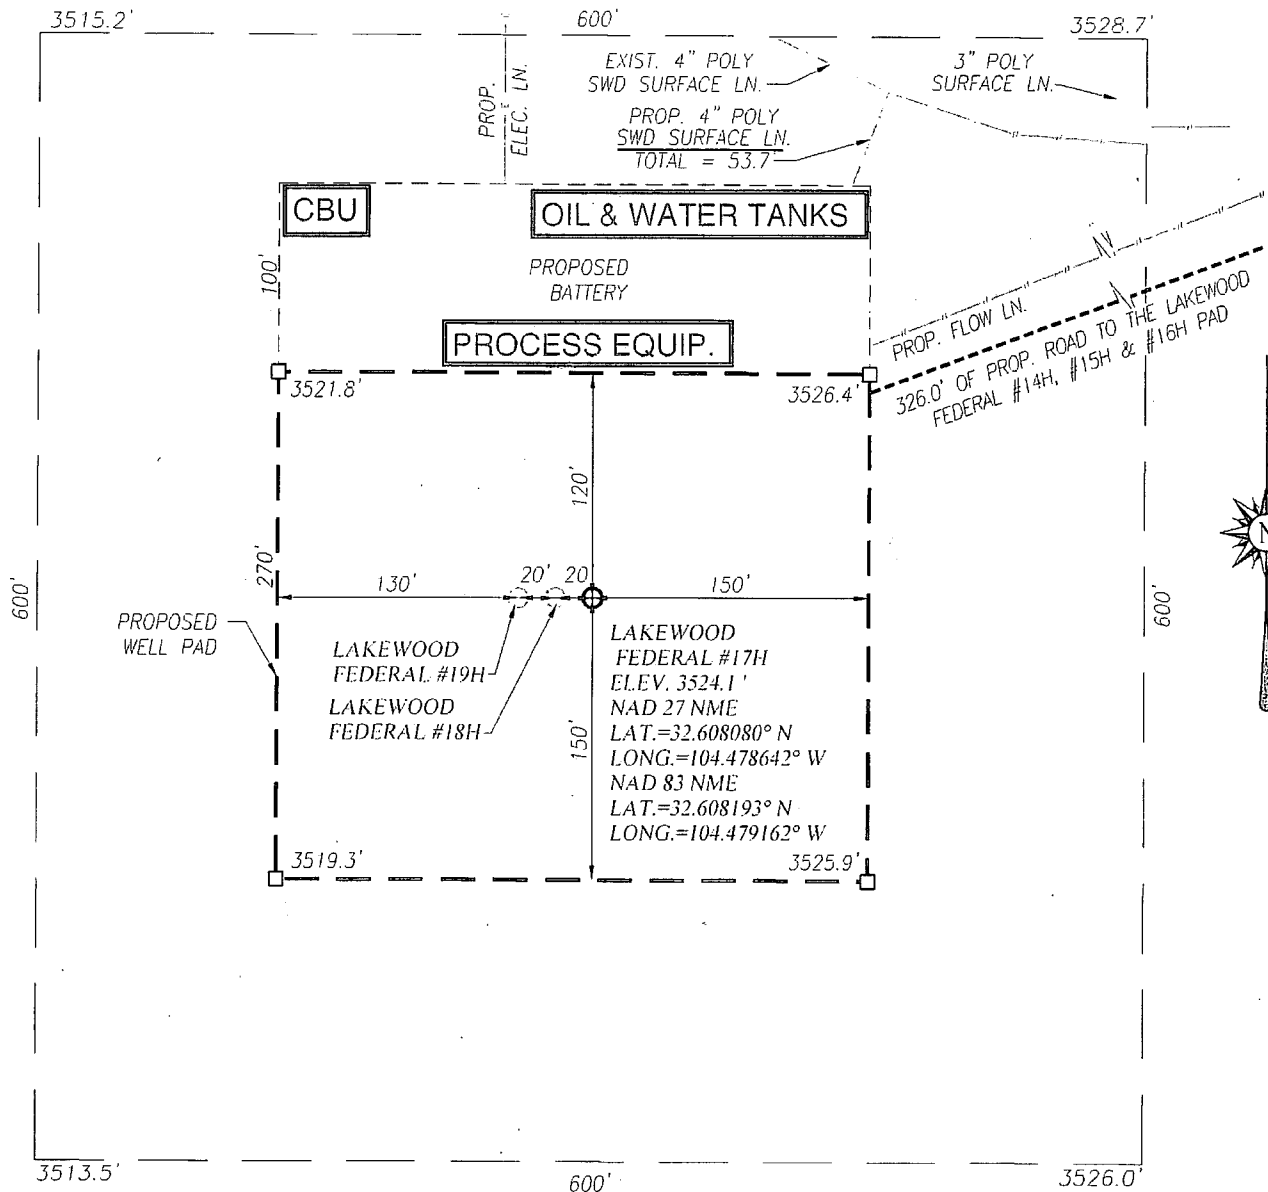 3515.2'
600'
3528.7'
EXIST. 4" POLY
SWD SURFACE LN.
3" POLY
SURFACE LN.
PROP.
ELEC. LN.
PROP. 4" POLY
SWD SURFACE LN.
TOTAL = 53.7'
CBU
OIL & WATER TANKS
100'
PROPOSED
BATTERY
PROCESS EQUIP.
PROP. FLOW LN.
326.0' OF PROP. ROAD TO THE LAKEWOOD
FEDERAL #14H, #15H & #16H PAD
3521.8'
3526.4'
120'
N
270'
130'
20'
20
150'
600'
600'
PROPOSED
WELL PAD
LAKEWOOD
FEDERAL #19H
LAKEWOOD
FEDERAL #18H
150'
LAKEWOOD
FEDERAL #17H
ELEV. 3524.1'
NAD 27 NME
LAT.=32.608080° N
LONG.=104.478642° W
NAD 83 NME
LAT.=32.608193° N
LONG.=104.479162° W
3519.3'
3525.9'
3513.5'
600'
3526.0'